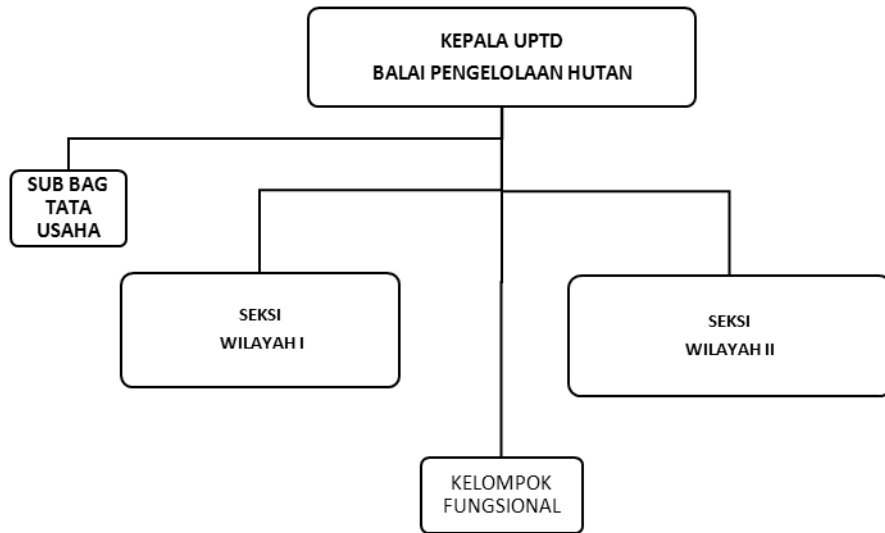 KEPALA UPTD
BALAI PENGELOLAAN HUTAN
SUB BAG
TATA
USAHA
SEKSI
WILAYAH I
SEKSI
WILAYAH II
KELOMPOK
FUNGSIONAL